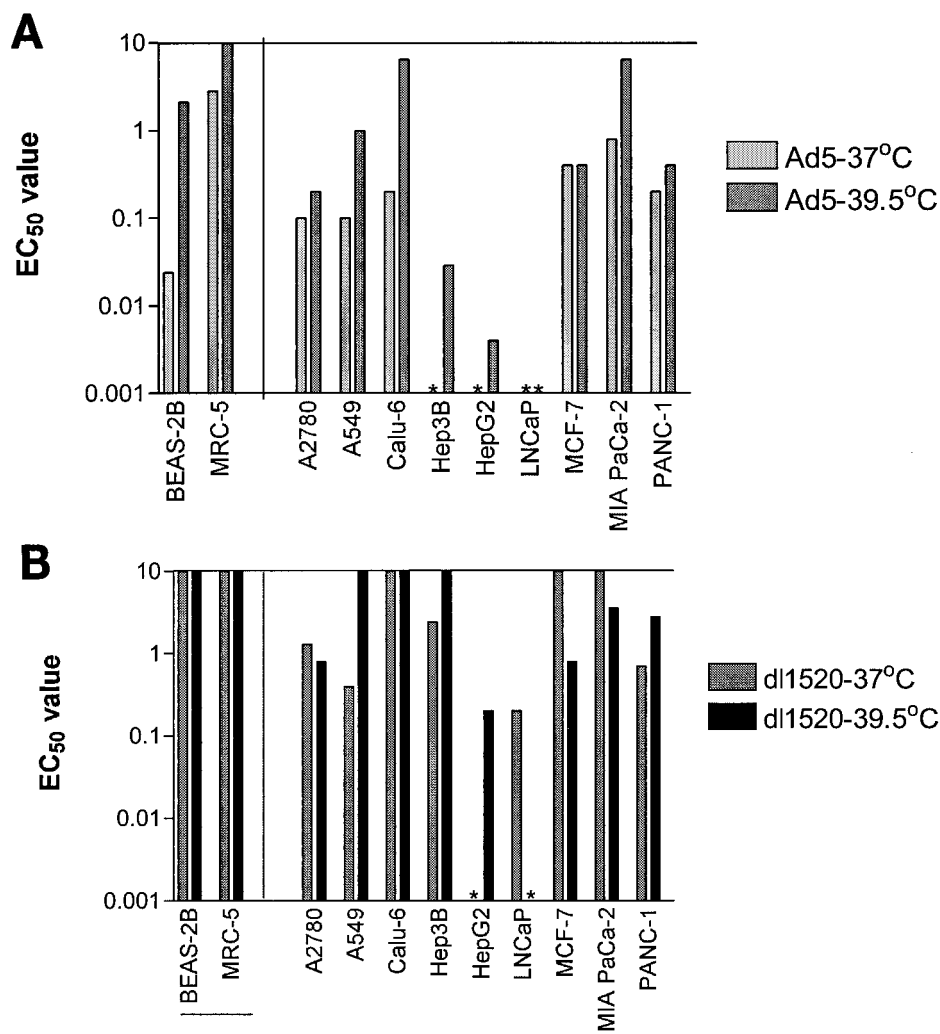 A
EC50 value
10
1
0.1
0.01
0.001
* * **
BEAS-2B
MRC-5
A2780
A549
Calu-6
Hep3B
HepG2
LNCaP
MCF-7
MIA PaCa-2
PANC-1
Ad5-37°C
Ad5-39.5°C
B
EC50 value
10
1
0.1
0.01
0.001
* *
BEAS-2B
MRC-5
A2780
A549
Calu-6
Hep3B
HepG2
LNCaP
MCF-7
MIA PaCa-2
PANC-1
dl1520-37°C
dl1520-39.5°C